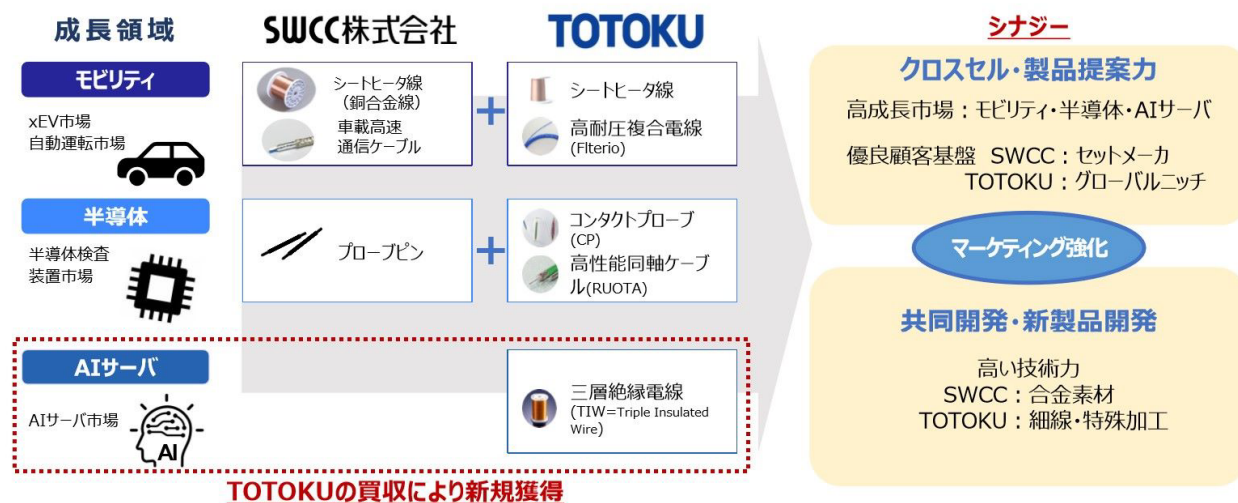 成長領域
SWCC株式会社
TOTOKU
シナジー
モビリティ
xEV市場
自動運転市場
シートヒータ線
（銅合金線）
車載高速
通信ケーブル
+
シートヒータ線
高耐圧複合電線
(FIterio)
クロスセル・製品提案力
高成長市場：モビリティ・半導体・AIサーバ
優良顧客基盤 SWCC：セットメーカ
TOTOKU：グローバルニッチ
半導体
半導体検査
装置市場
プローブピン
+
コンタクトプローブ
(CP)
高性能同軸ケーブ
ル(RUOTA)
マーケティング強化
共同開発・新製品開発
高い技術力
SWCC：合金素材
TOTOKU：細線・特殊加工
AIサーバ
AIサーバ市場
AI
三層絶縁電線
(TIW=Triple Insulated
Wire)
TOTOKUの買収により新規獲得